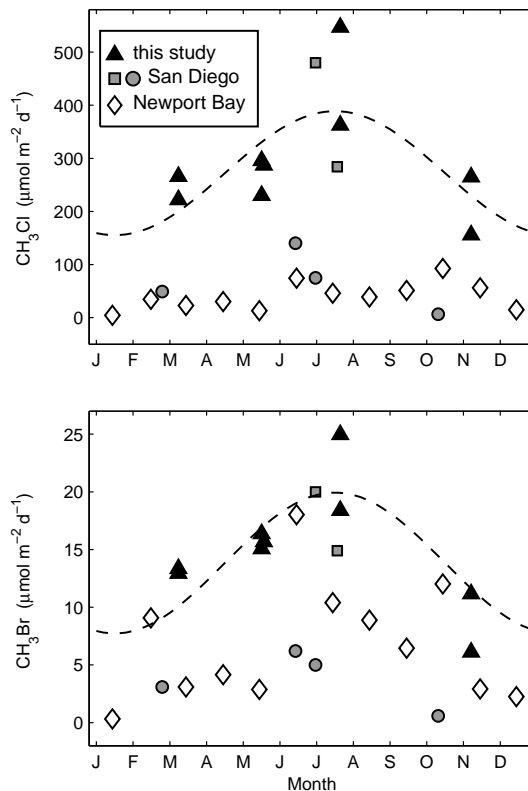 500
400
300
200
100
0
CH₃Cl (μmol m⁻² d⁻¹)
this study
San Diego
Newport Bay
J F M A M J J A S O N D
25
20
15
10
5
0
CH₃Br (μmol m⁻² d⁻¹)
J F M A M J J A S O N D
Month